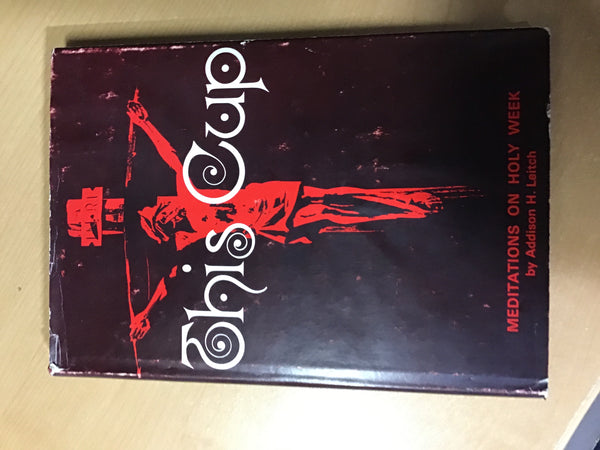 This Cup
MEDITATIONS ON HOLY WEEK
by Addison H. Leitch